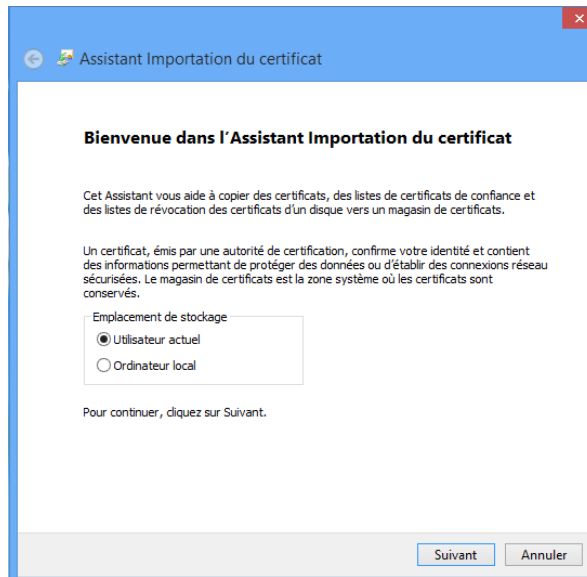 Assistant Importation du certificat
Bienvenue dans l'Assistant Importation du certificat
Cet Assistant vous aide à copier des certificats, des listes de certificats de confiance et
des listes de révocation des certificats d'un disque vers un magasin de certificats.
Un certificat, émis par une autorité de certification, confirme votre identité et contient
des informations permettant de protéger des données ou d'établir des connexions réseau
sécurisées. Le magasin de certificats est la zone système où les certificats sont
conservés.
Emplacement de stockage
Utilisateur actuel
Ordinateur local
Pour continuer, cliquez sur Suivant.
Suivant
Annuler